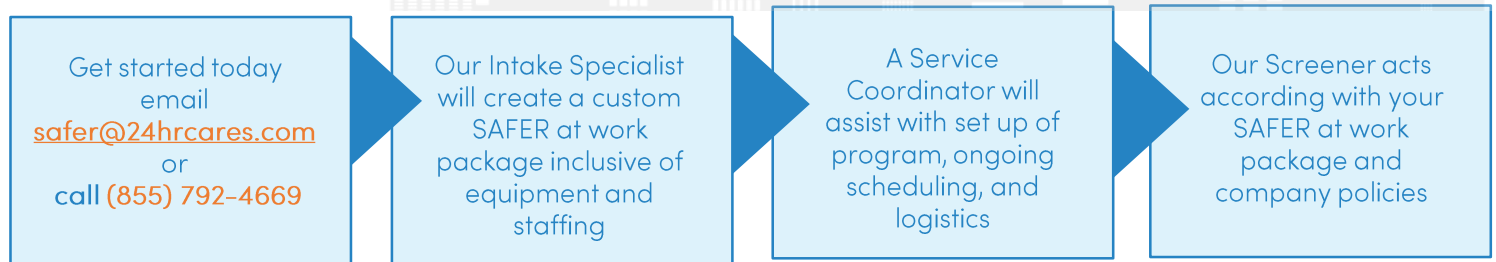 Get started today
email
safer@24hrcares.com
or
call (855) 792-4669
Our Intake Specialist
will create a custom
SAFER at work
package inclusive of
equipment and
staffing
A Service
Coordinator will
assist with set up of
program, ongoing
scheduling, and
logistics
Our Screener acts
according with your
SAFER at work
package and
company policies